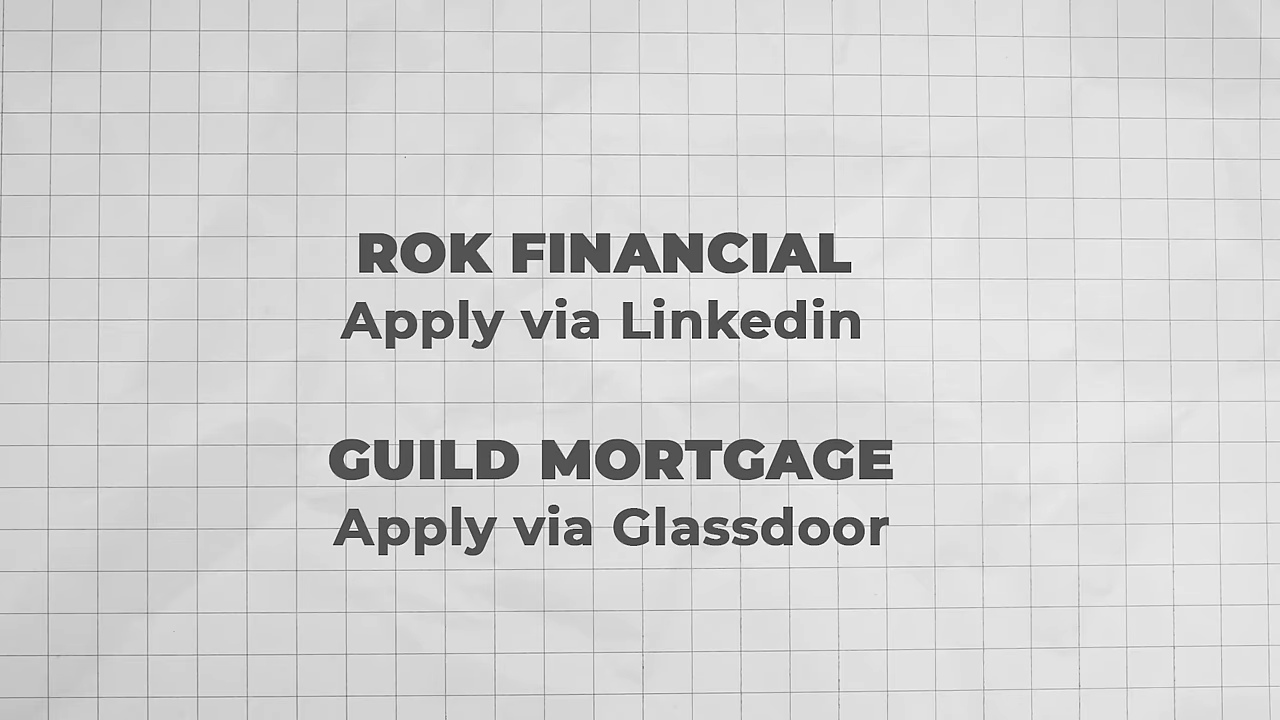 ROK FINANCIAL
Apply via Linkedin
GUILD MORTGAGE
Apply via Glassdoor